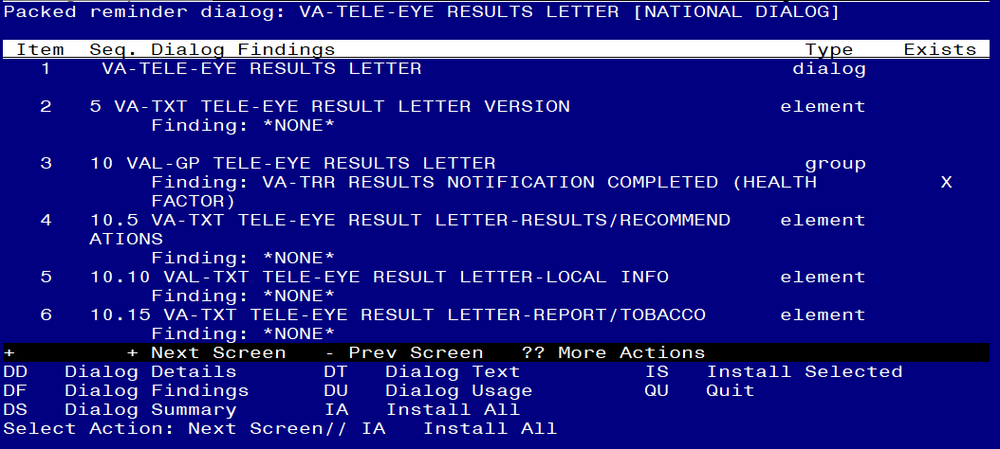 Packed reminder dialog: VA-TELE-EYE RESULTS LETTER [NATIONAL DIALOG]
Item Seq. Dialog Findings Type Exists
1 VA-TELE-EYE RESULTS LETTER dialog
2 5 VA-TXT TELE-EYE RESULT LETTER VERSION element
Finding: *NONE*
3 10 VAL-GP TELE-EYE RESULTS LETTER group
Finding: VA-TRR RESULTS NOTIFICATION COMPLETED (HEALTH X
FACTOR)
4 10.5 VA-TXT TELE-EYE RESULT LETTER-RESULTS/RECOMMEND element
ATIONS
Finding: *NONE*
5 10.10 VAL-TXT TELE-EYE RESULT LETTER-LOCAL INFO element
Finding: *NONE*
6 10.15 VA-TXT TELE-EYE RESULT LETTER-REPORT/TOBACCO element
Finding: *NONE*
+ + Next Screen - Prev Screen ?? More Actions
DD Dialog Details DT Dialog Text IS Install Selected
DF Dialog Findings DU Dialog Usage QU Quit
DS Dialog Summary IA Install All
Select Action: Next Screen// IA Install All